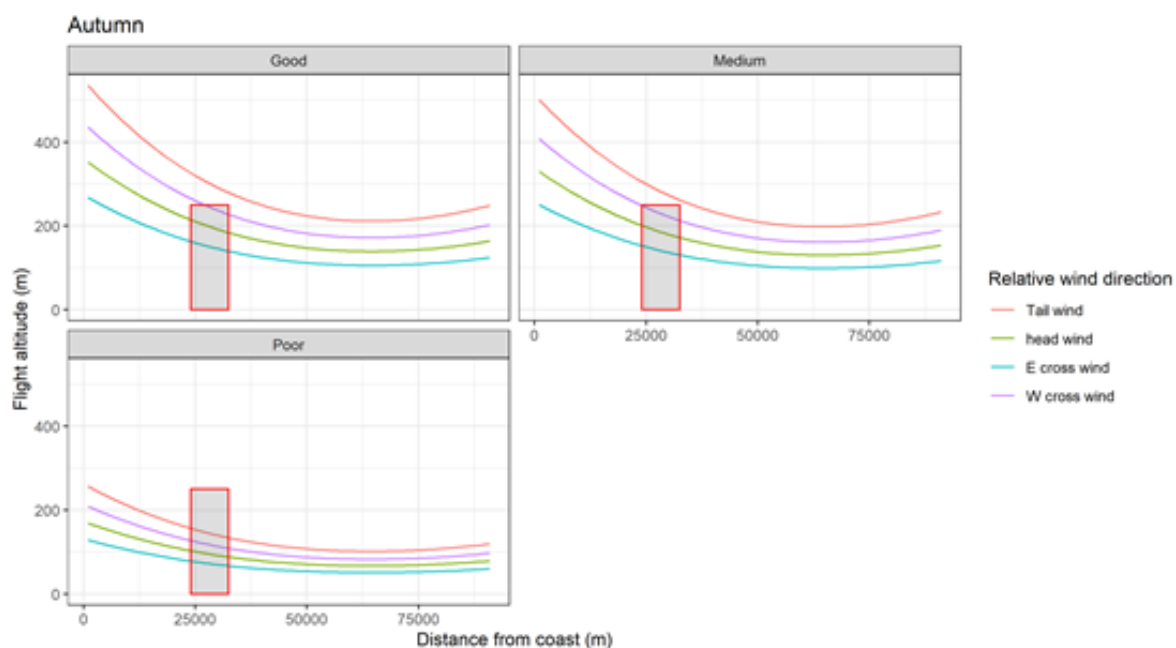 Autumn
Good
Medium
400
200
0
0
25000
50000
75000
Poor
400
200
0
0
25000
50000
75000
Flight altitude (m)
Distance from coast (m)
Relative wind direction
Tail wind
head wind
E cross wind
W cross wind